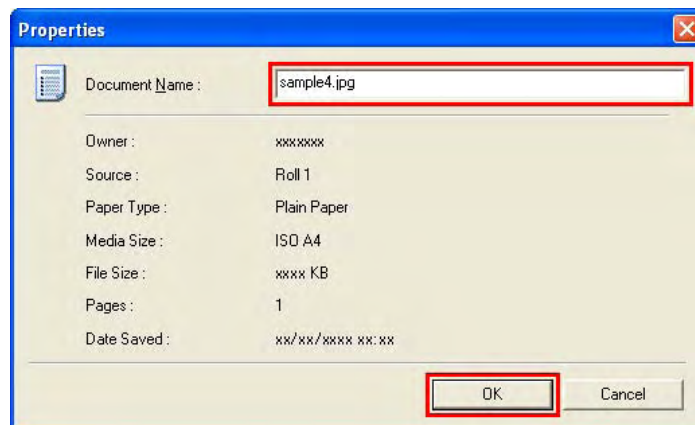 Properties
Document Name : sample4.jpg
Owner : xxxxxxx
Source : Roll 1
Paper Type : Plain Paper
Media Size : ISO A4
File Size : xxxx KB
Pages : 1
Date Saved : xx/xx/xxxx xx:xx
OK Cancel